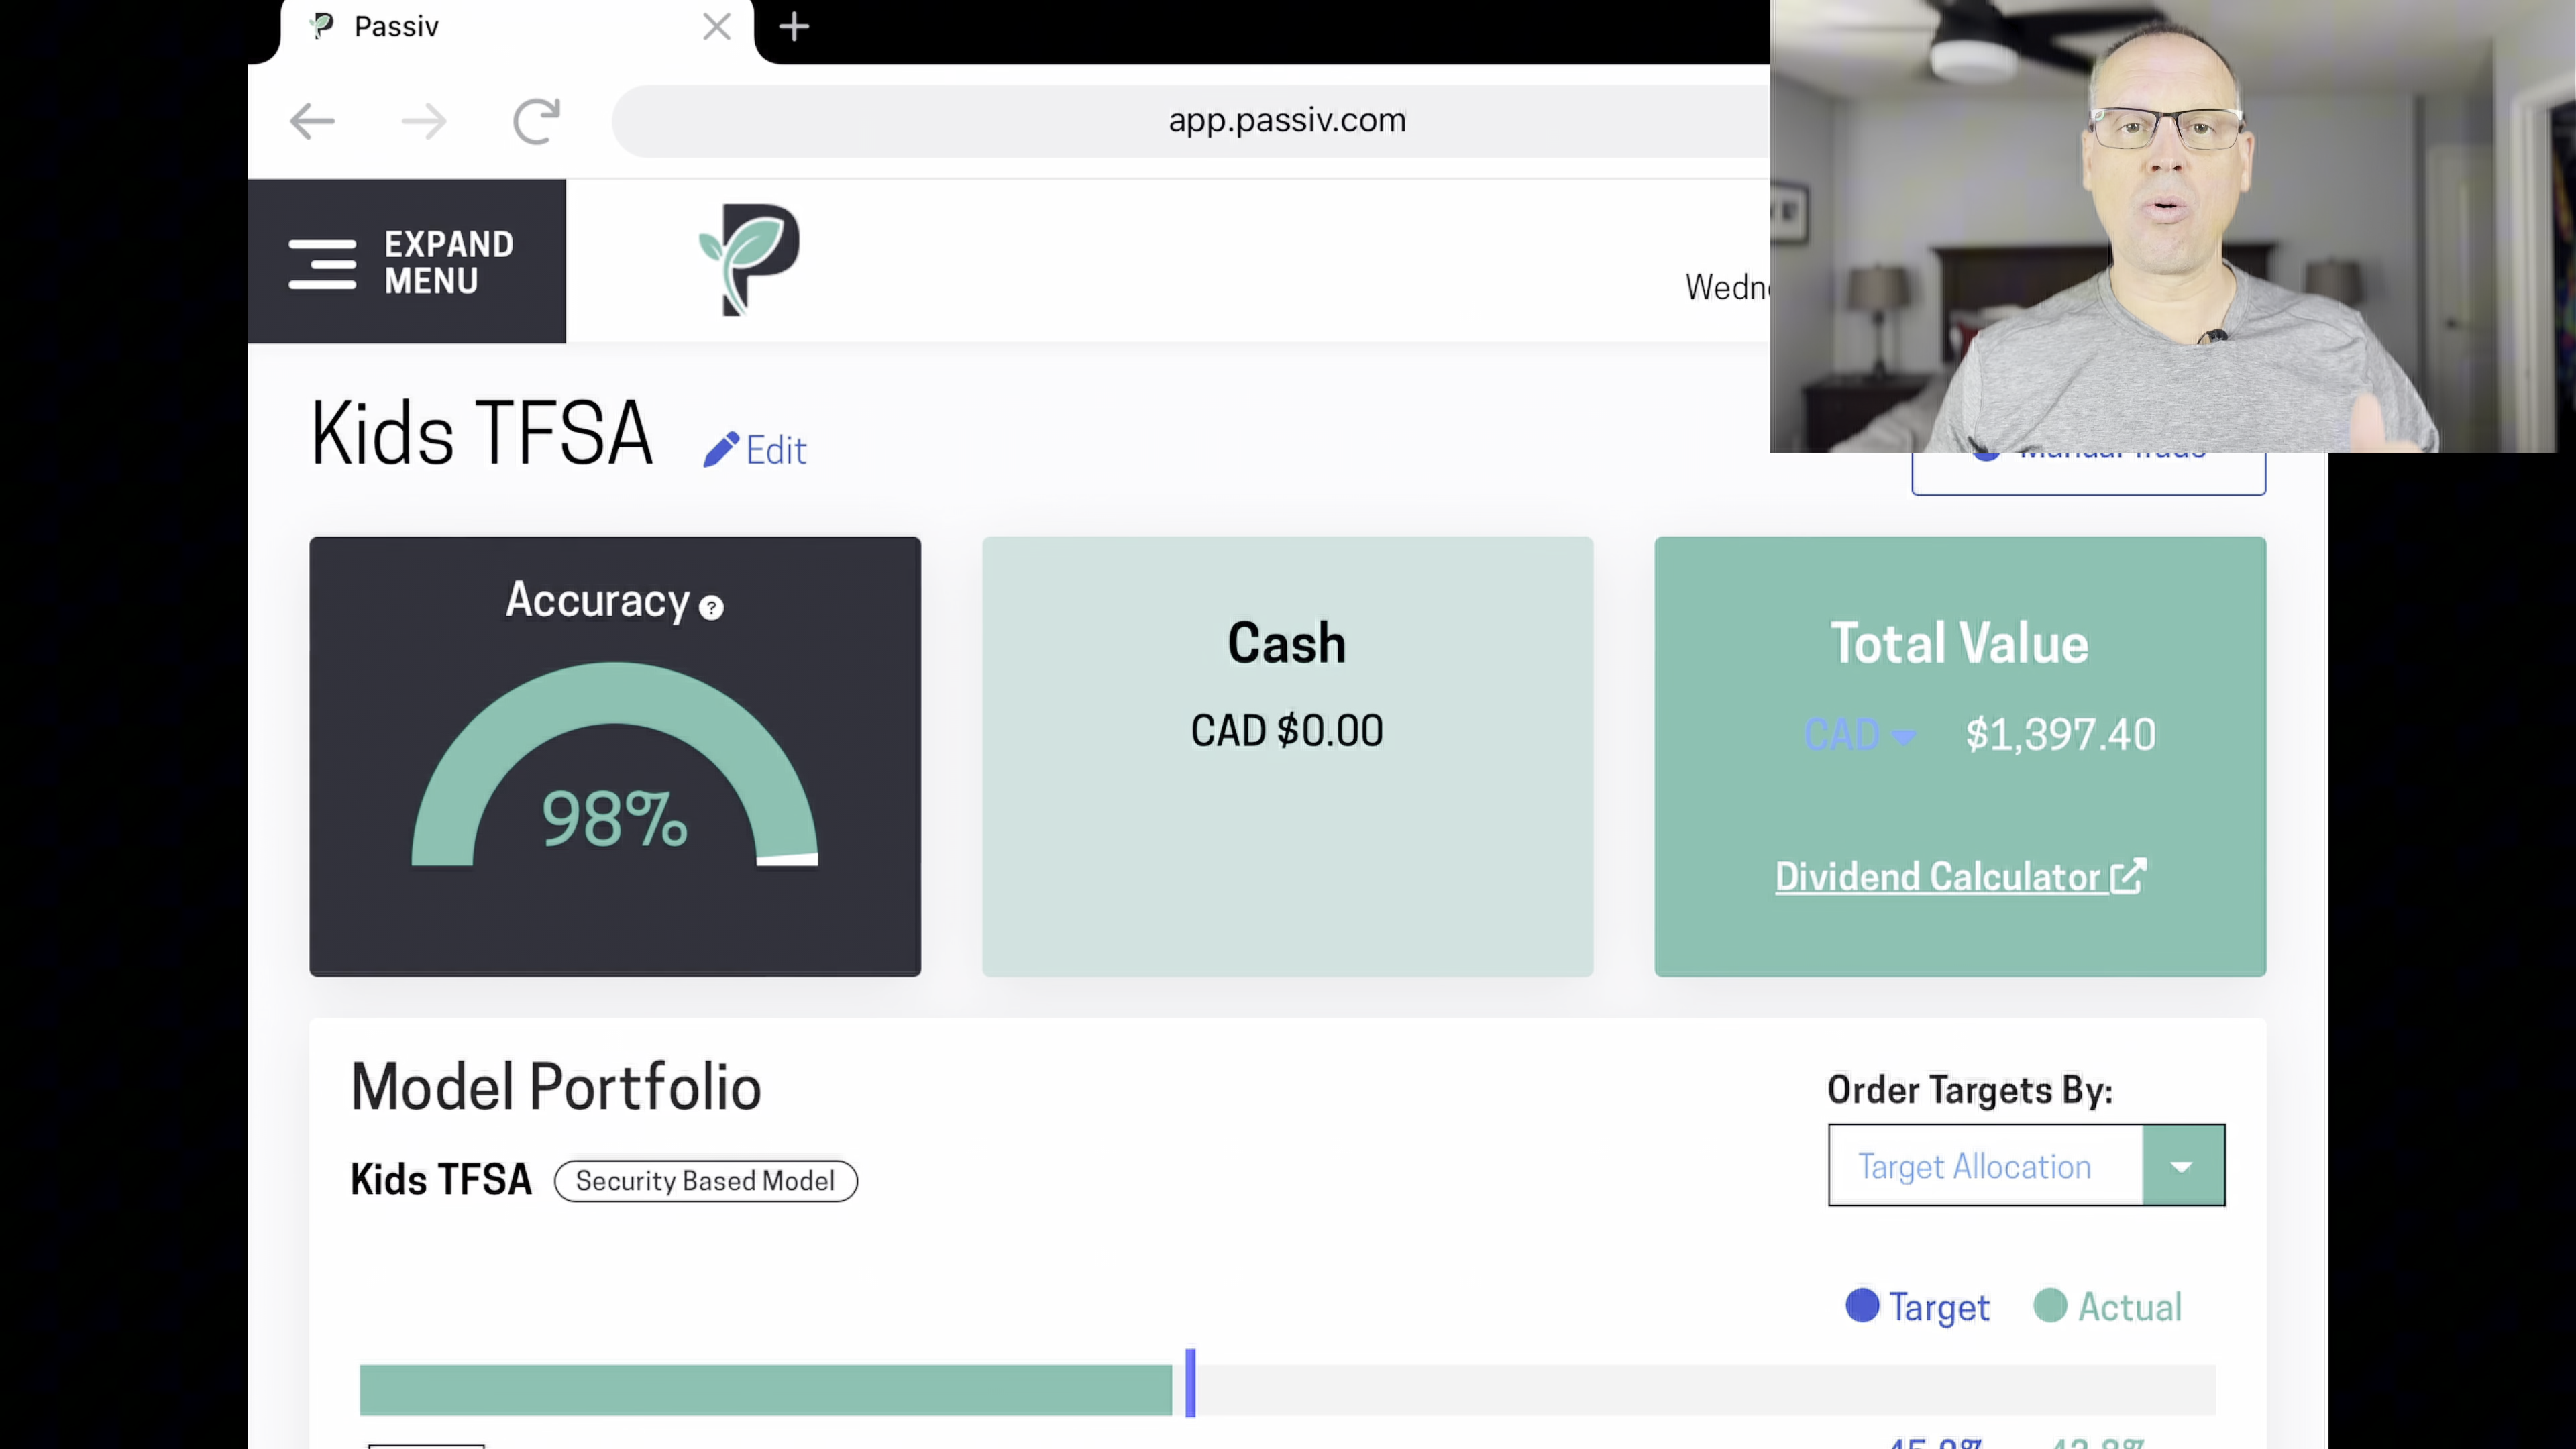 Passiv
app.passiv.com
EXPAND
MENU
Kids TFSA
Edit
Accuracy ?
98%
Cash
CAD $0.00
Total Value
CAD $1,397.40
Dividend Calculator
Model Portfolio
Order Targets By:
Kids TFSA Security Based Model
Target Allocation
Target Actual